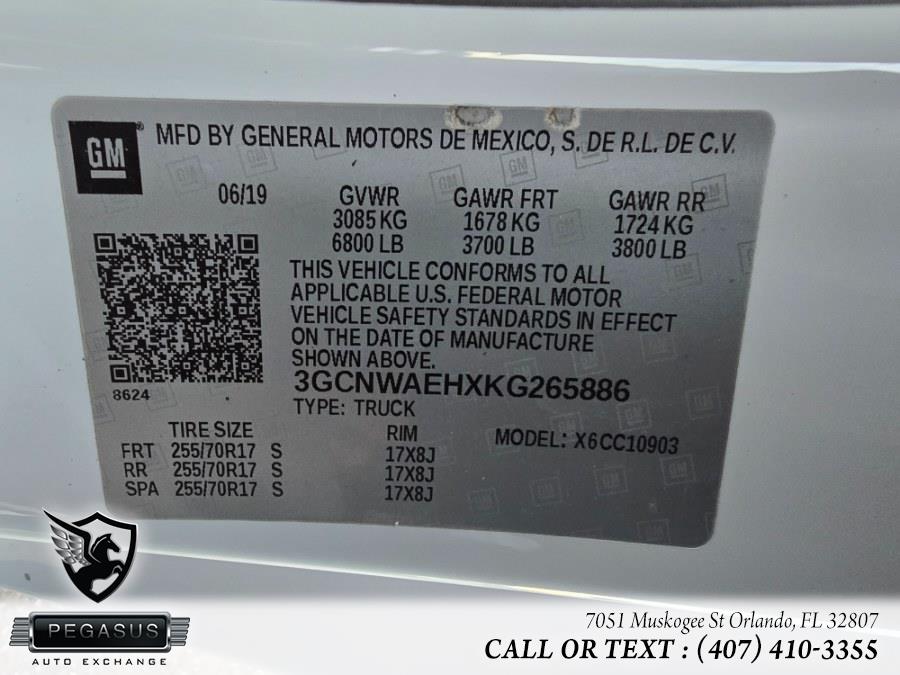 GM
MFD BY GENERAL MOTORS DE MEXICO, S. DE R.L. DE C.V.
06/19 GVWR GAWR FRT GAWR RR
3085 KG 1678 KG 1724 KG
6800 LB 3700 LB 3800 LB
THIS VEHICLE CONFORMS TO ALL
APPLICABLE U.S. FEDERAL MOTOR
VEHICLE SAFETY STANDARDS IN EFFECT
ON THE DATE OF MANUFACTURE
SHOWN ABOVE.
8624
3GCNWAEHXKG265886
TYPE: TRUCK
TIRE SIZE RIM MODEL: X6CC10903
FRT 255/70R17 S 17X8J
RR 255/70R17 S 17X8J
SPA 255/70R17 S 17X8J
PEGASUS
AUTO EXCHANGE
7051 Muskogee St Orlando, FL 32807
CALL OR TEXT : (407) 410-3355